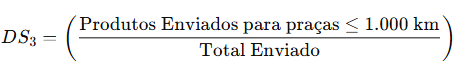 DS₃ = (Produtos Enviados para praças ≤ 1.000 km / Total Enviado)